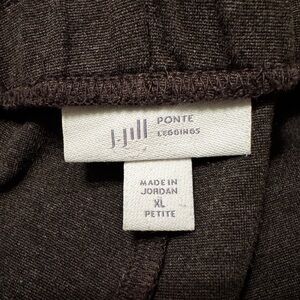 J.Jill PONTE
LEGGINGS
MADE IN
JORDAN
XL
PETITE